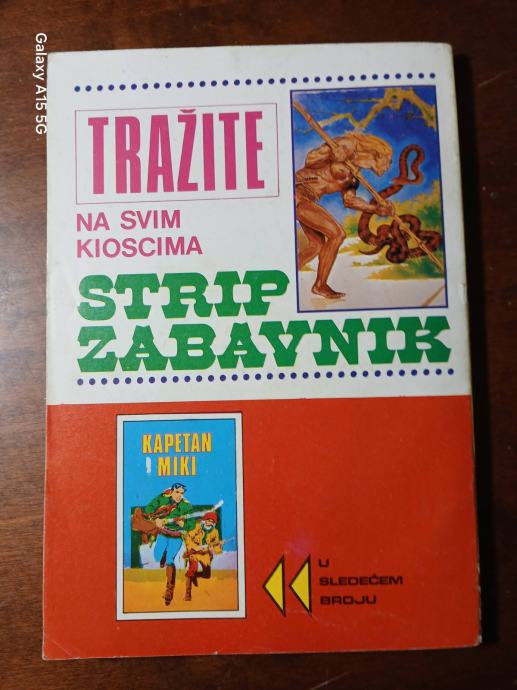 Galaxy A15 5G
TRAŽITE
NA SVIM
KIOSCIMA
STRIP
ZABAVNIK
KAPETAN
MIKI
U
SLEDEĆEM
BROJU